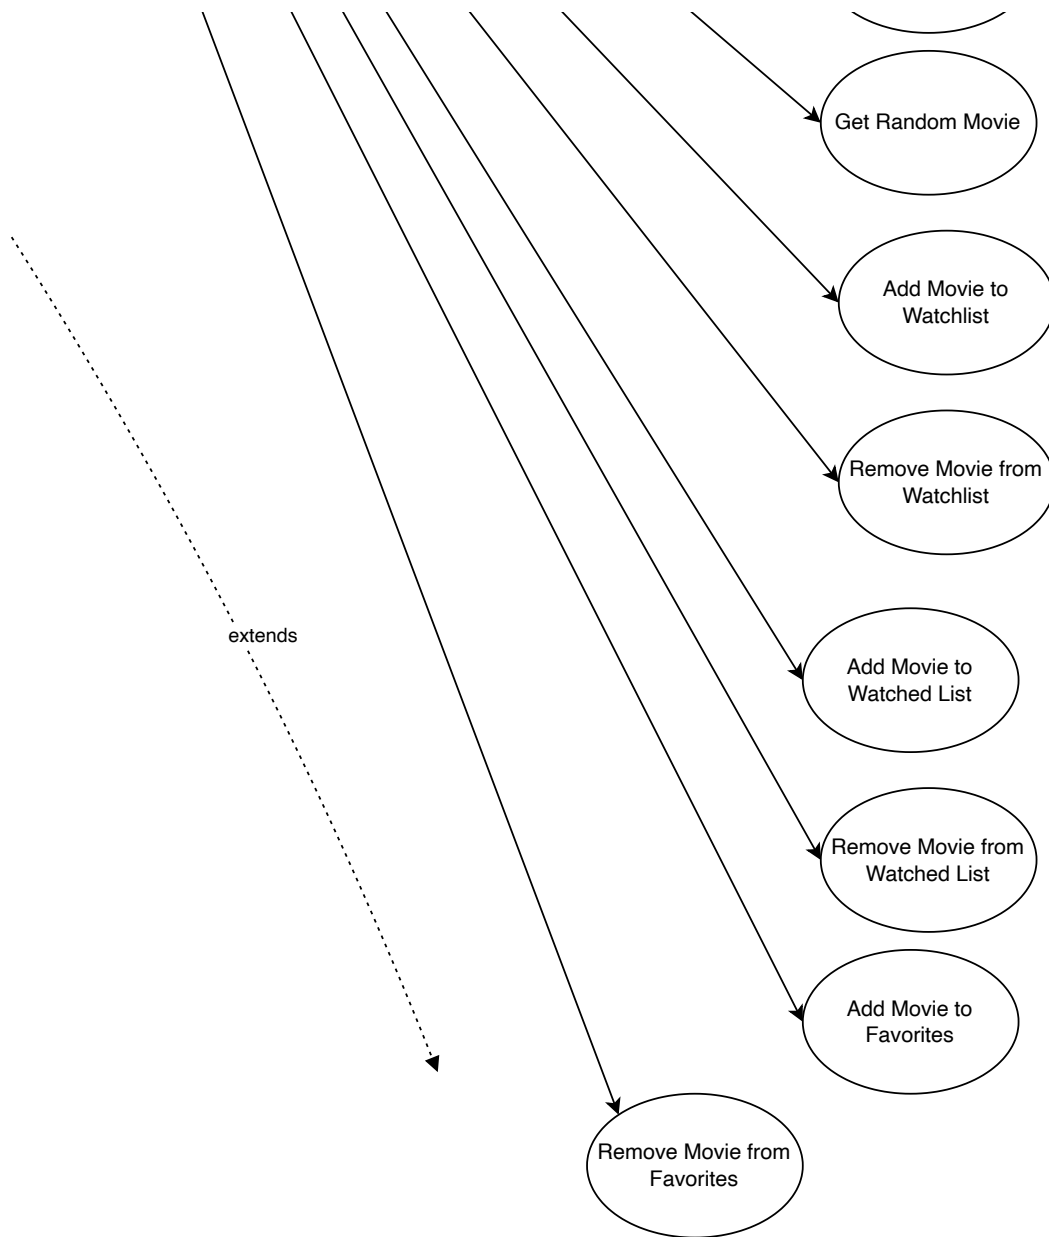 Get Random Movie
Add Movie to
Watchlist
Remove Movie from
Watchlist
extends
Add Movie to
Watched List
Remove Movie from
Watched List
Add Movie to
Favorites
Remove Movie from
Favorites